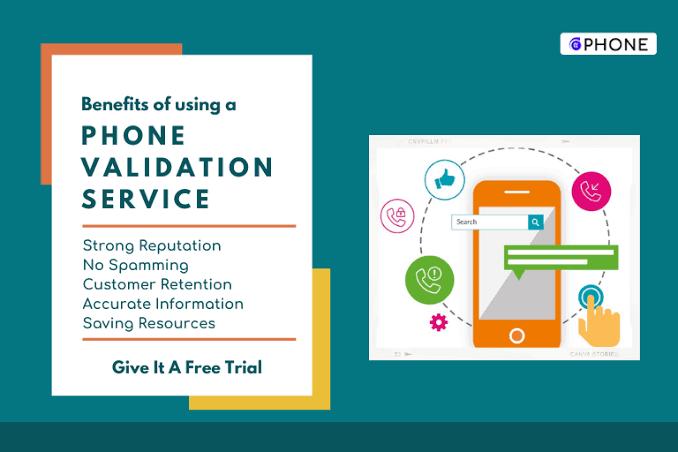 PHONE
Benefits of using a
PHONE
VALIDATION
SERVICE
Strong Reputation
No Spamming
Customer Retention
Accurate Information
Saving Resources
Give It A Free Trial
Search